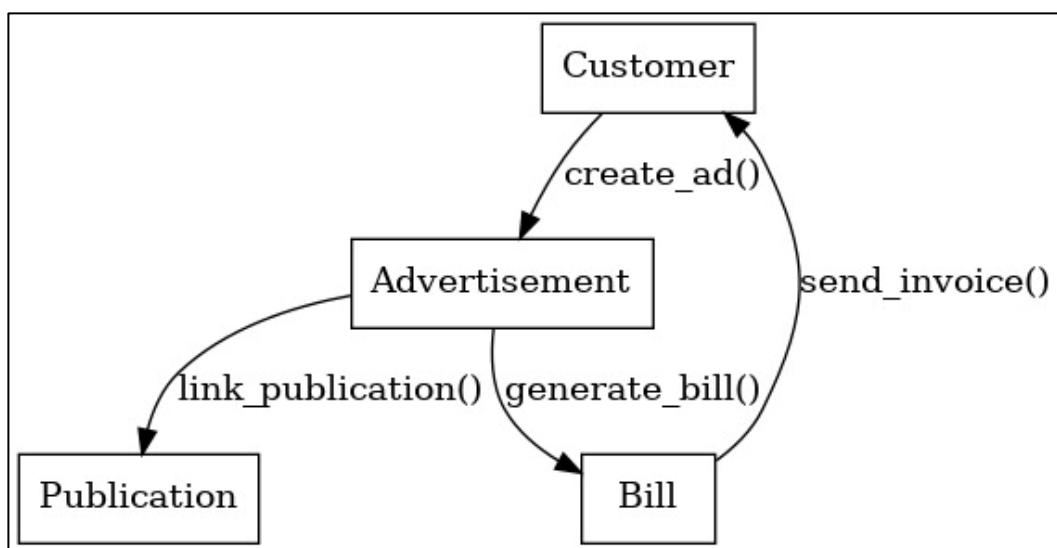 Customer
create_ad()
Advertisement
send_invoice()
link_publication()
generate_bill()
Publication
Bill